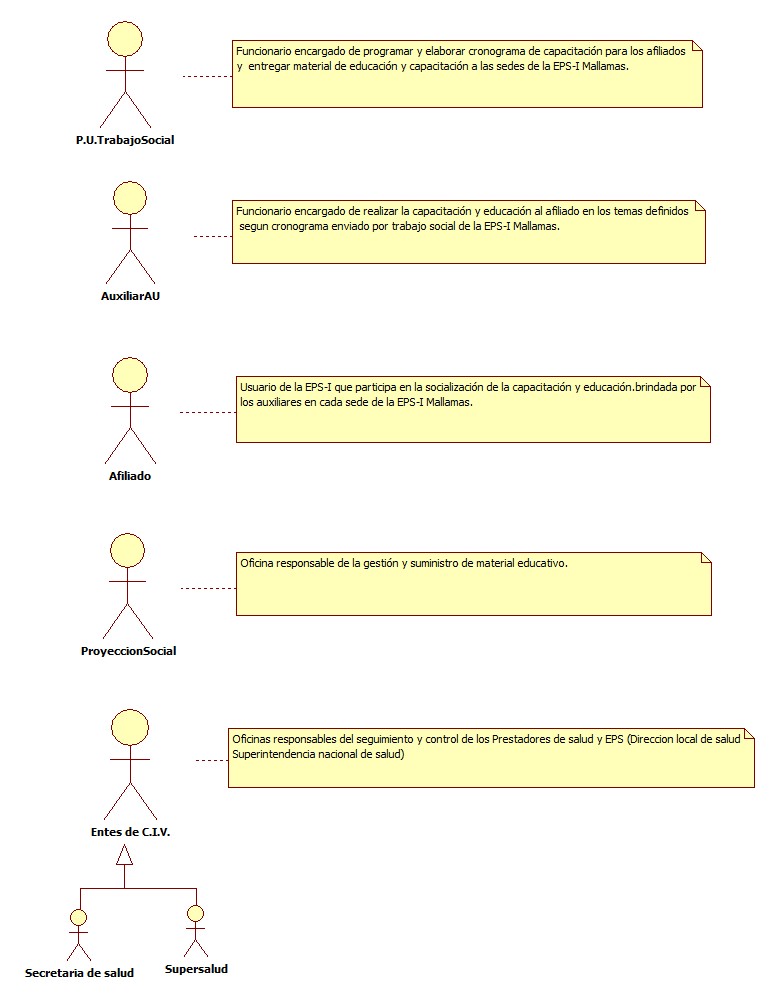 Funcionario encargado de programar y elaborar cronograma de capacitación para los afiliados
y entregar material de educación y capacitación a las sedes de la EPS-I Mallamas.
P.U.TrabajoSocial
Funcionario encargado de realizar la capacitación y educación al afiliado en los temas definidos
segun cronograma enviado por trabajo social de la EPS-I Mallamas.
AuxiliarAU
Usuario de la EPS-I que participa en la socialización de la capacitación y educación.brindada por
los auxiliares en cada sede de la EPS-I Mallamas.
Afiliado
Oficina responsable de la gestión y suministro de material educativo.
ProyeccionSocial
Oficinas responsables del seguimiento y control de los Prestadores de salud y EPS (Direccion local de salud
Superintendencia nacional de salud)
Entes de C.I.V.
Secretaria de salud
Supersalud